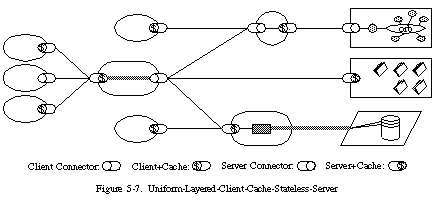 Client Connector: Client+Cache: Server Connector: Server+Cache:
Figure 5-7. Uniform-Layered-Client-Cache-Stateless-Server